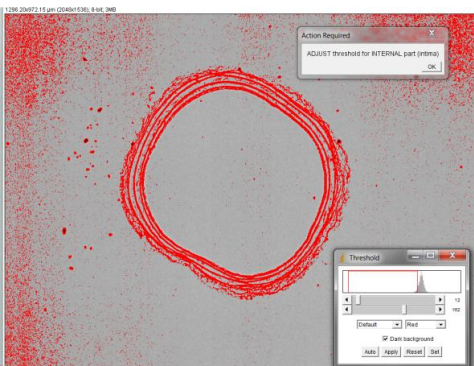 1296.20x972.15 µm (2048x1536), 8-bit, 3MB
Action Required
ADJUST threshold for INTERNAL part (intima)
OK
Threshold
12
162
Default
Red
Dark background
Auto Apply Reset Set